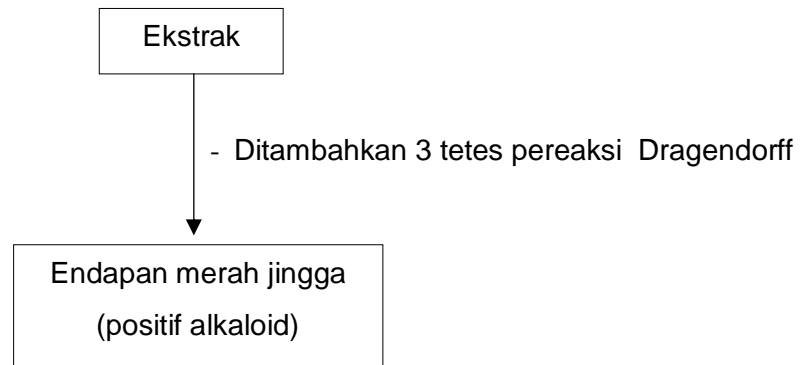 Ekstrak
- Ditambahkan 3 tetes pereaksi Dragendorff
Endapan merah jingga
(positif alkaloid)